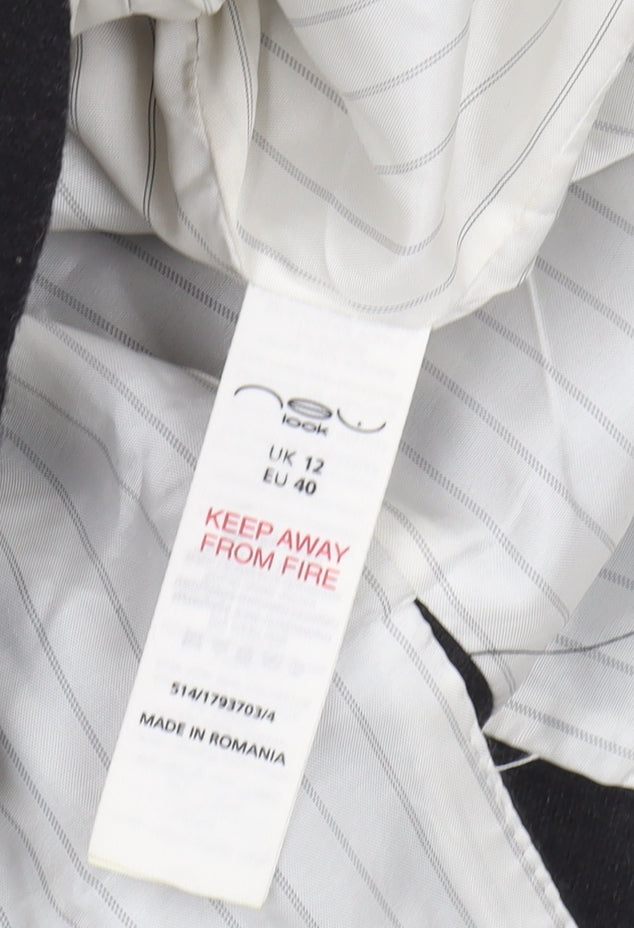 new
look
UK 12
EU 40
KEEP AWAY
FROM FIRE
514/1793703/4
MADE IN ROMANIA